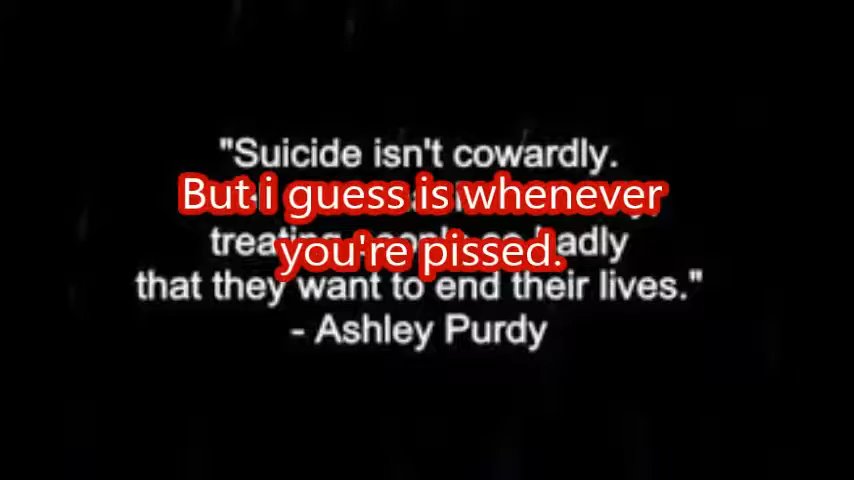 "Suicide isn't cowardly.
But i guess is whenever
treating people so badly
you're pissed.
that they want to end their lives."
- Ashley Purdy